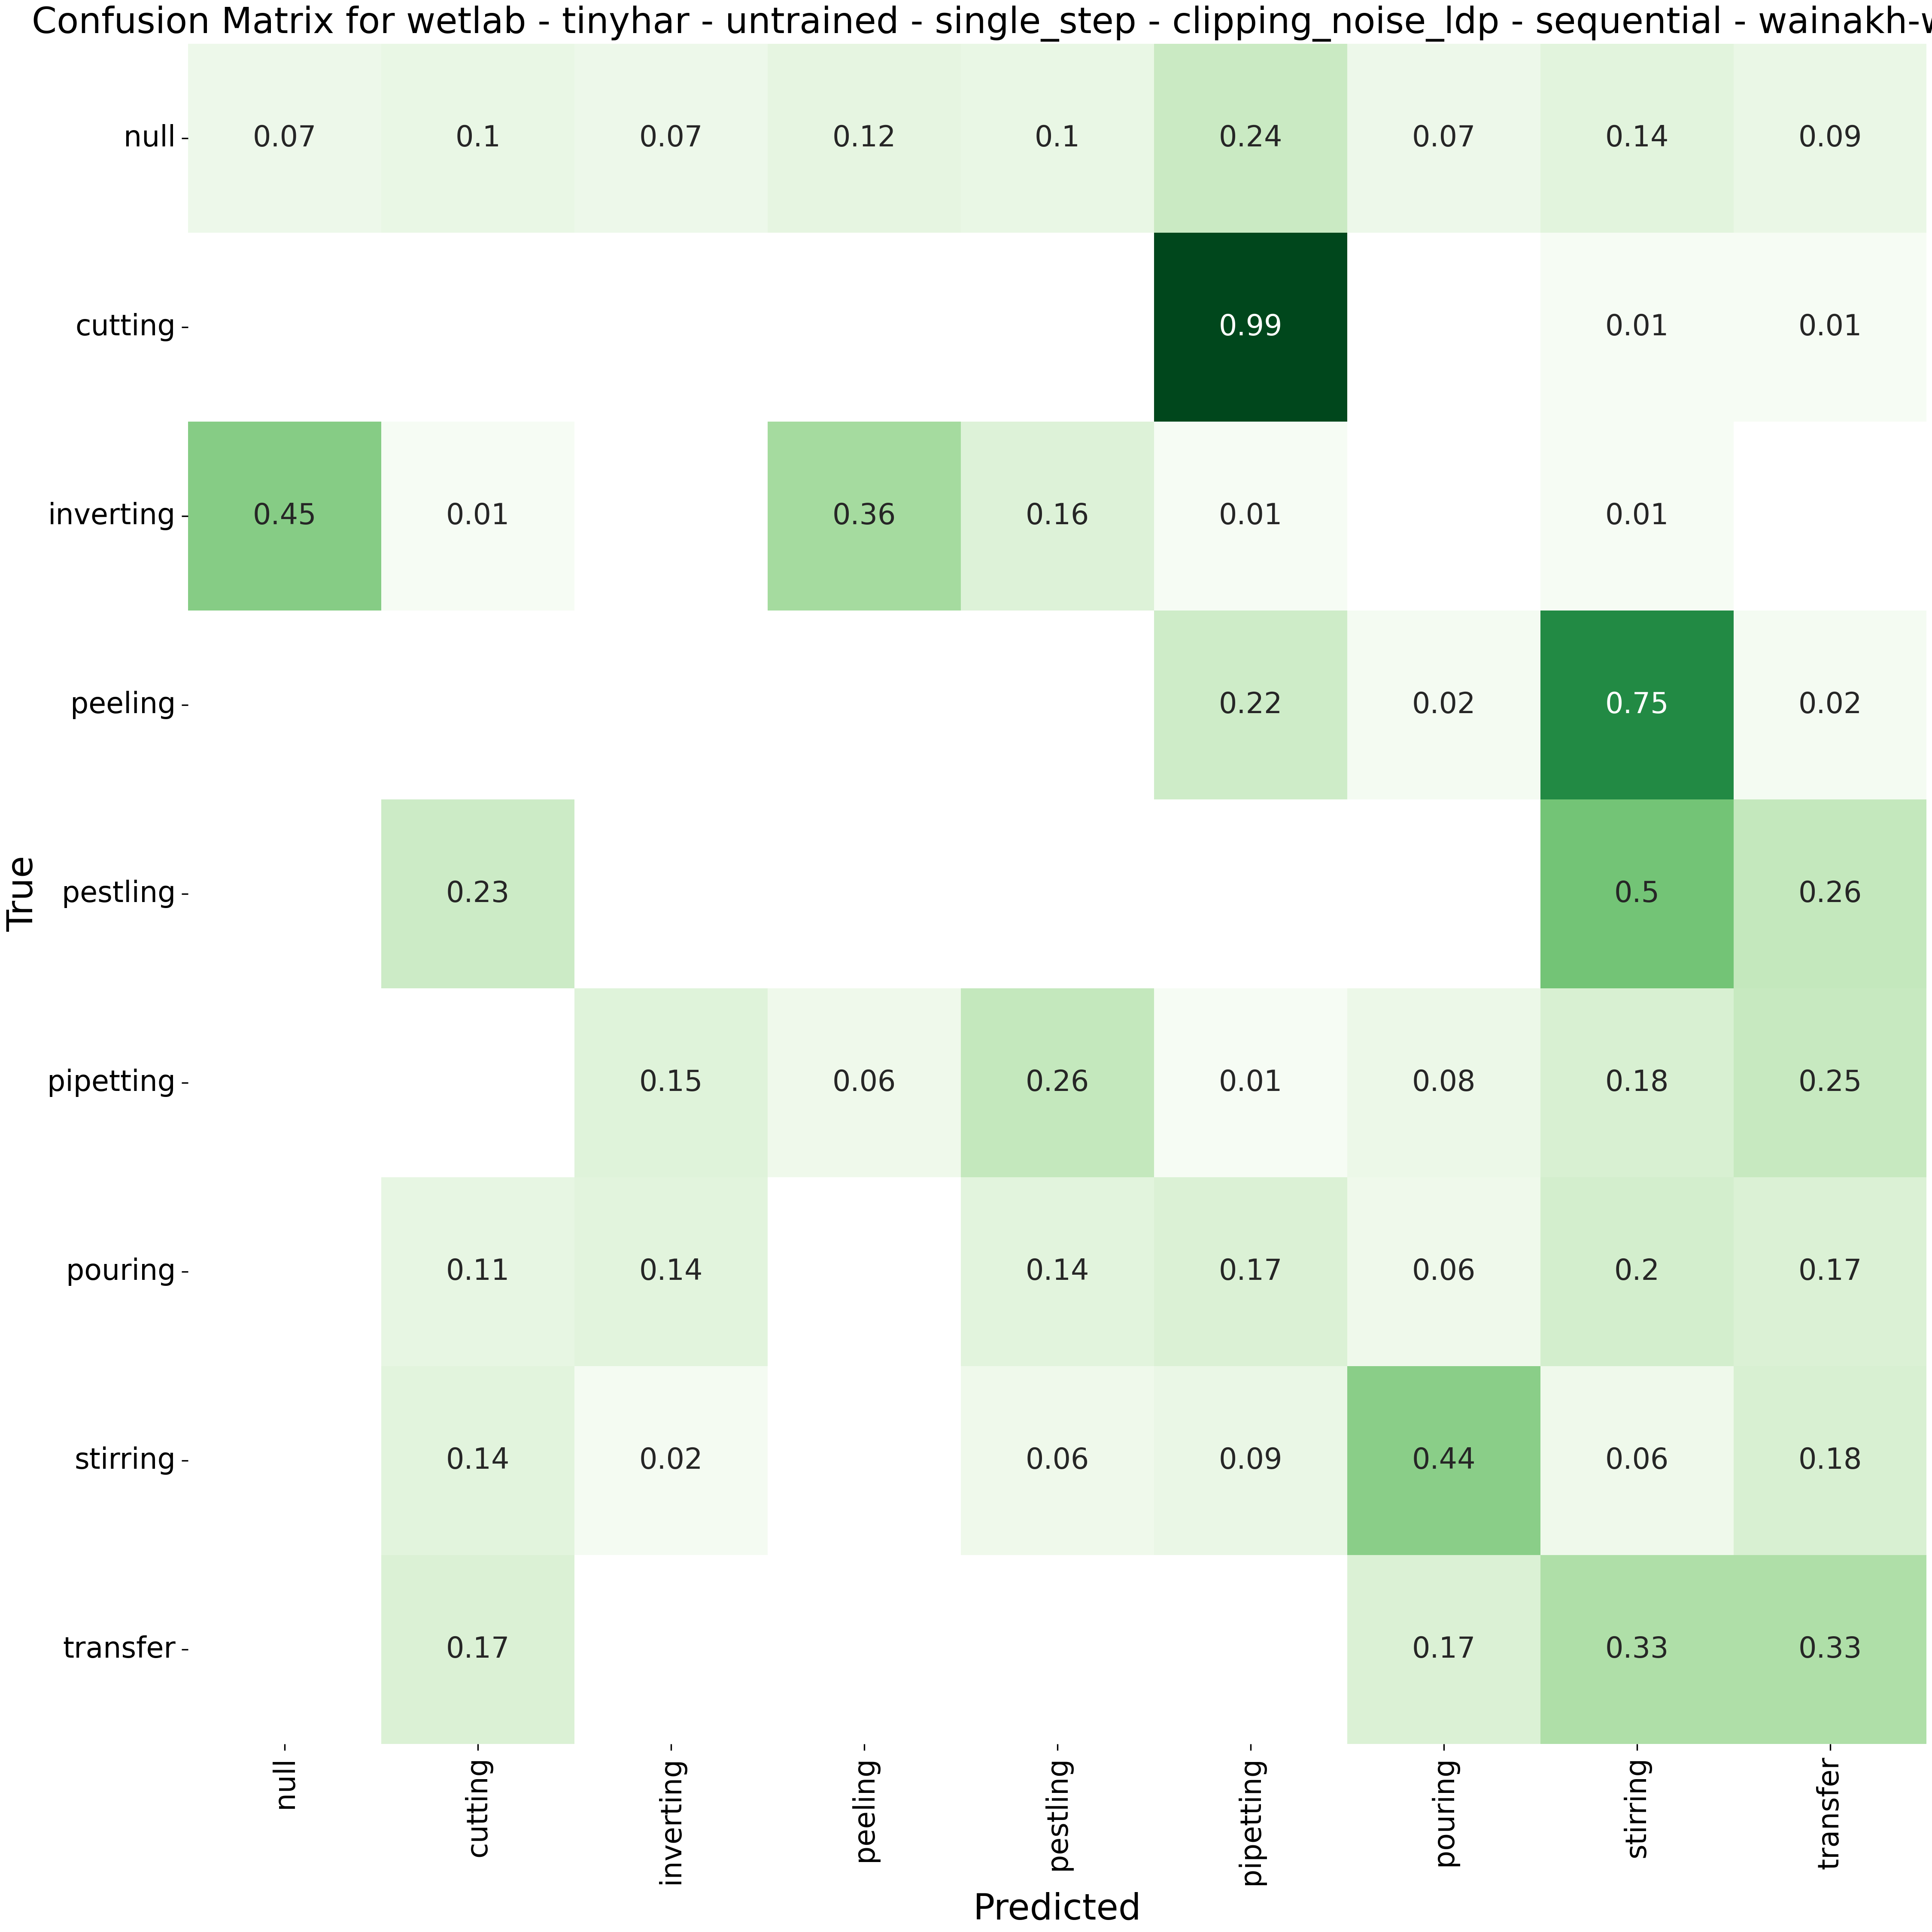 Confusion Matrix for wetlab - tinyhar - untrained - single_step - clipping_noise_ldp - sequential - wainakh-
null 0.07 0.1 0.07 0.12 0.1 0.24 0.07 0.14 0.09
cutting 0.99 0.01 0.01
inverting 0.45 0.01 0.36 0.16 0.01 0.01
peeling 0.22 0.02 0.75 0.02
pestling 0.23 0.5 0.26
pipetting 0.15 0.06 0.26 0.01 0.08 0.18 0.25
pouring 0.11 0.14 0.14 0.17 0.06 0.2 0.17
stirring 0.14 0.02 0.06 0.09 0.44 0.06 0.18
transfer 0.17 0.17 0.33 0.33
True
null cutting inverting peeling pestling pipetting pouring stirring transfer
Predicted